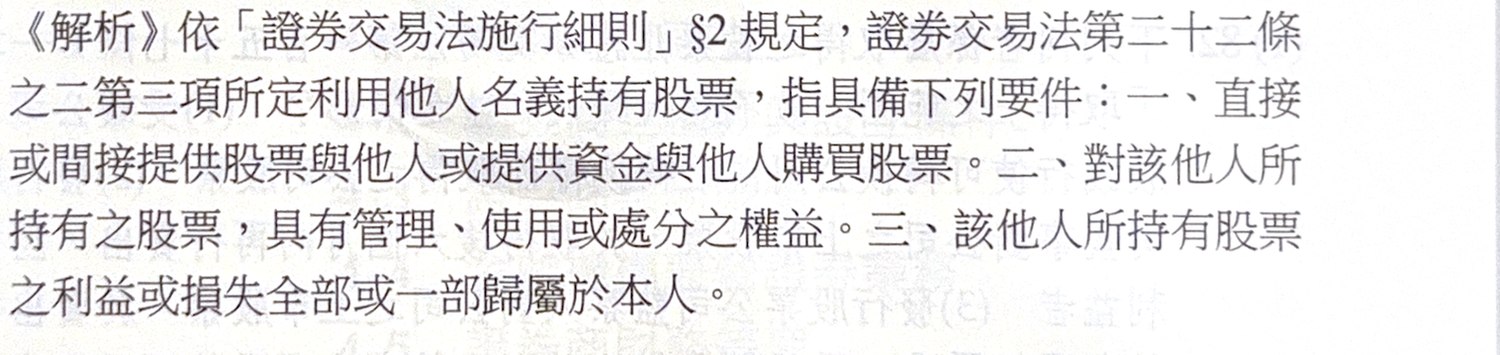 《解析》依「證券交易法施行細則」§2 規定，證券交易法第二十二條
之二第三項所定利用他人名義持有股票，指具備下列要件：一、直接
或間接提供股票與他人或提供資金與他人購買股票。二、對該他人所
持有之股票，具有管理、使用或處分之權益。三、該他人所持有股票
之利益或損失全部或一部歸屬於本人。